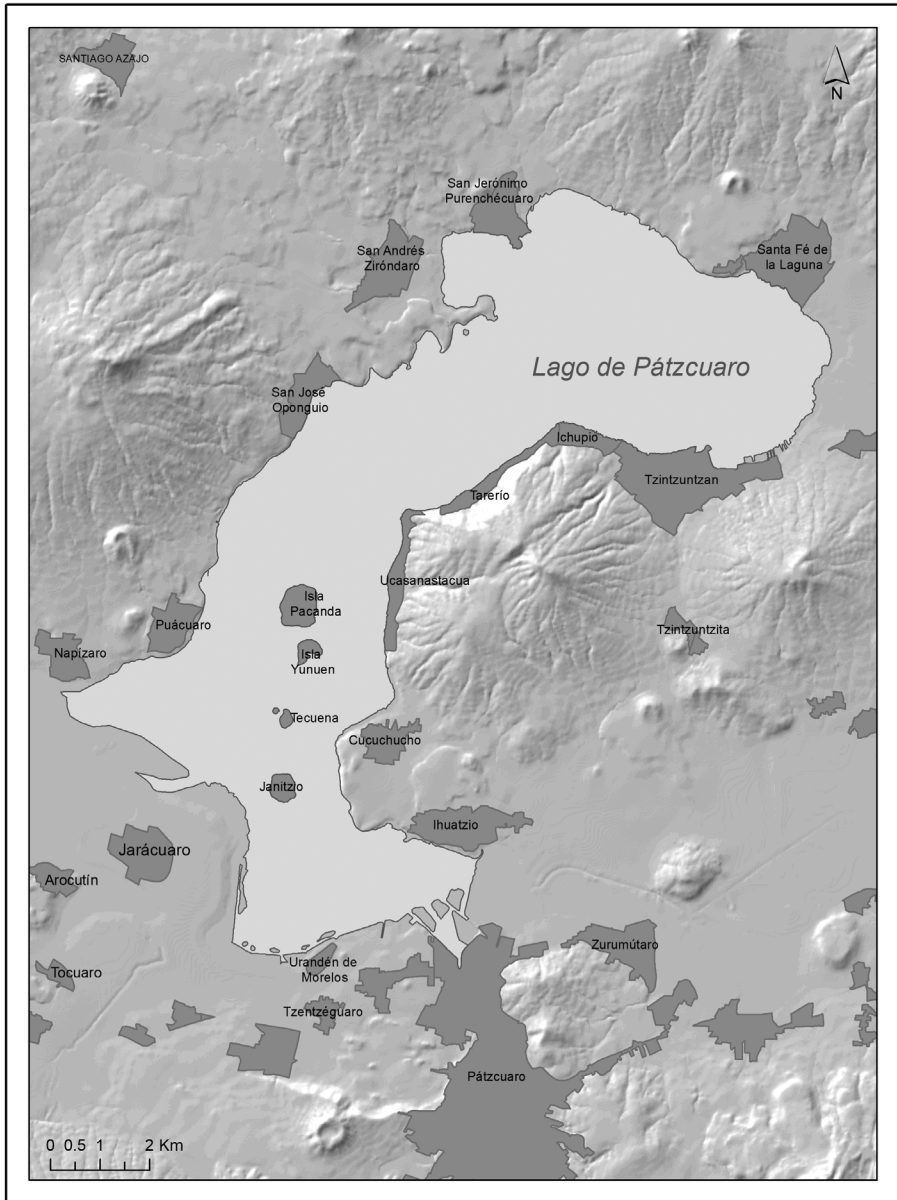 SANTIAGO AZAJO
N
San Jerónimo
Purenchécuaro
San Andrés
Ziróndaro
Santa Fé de
la Laguna
Lago de Pátzcuaro
San José
Oponguio
Ichupio
Tzintzuntzan
Tarerío
Ucasanastacua
Isla
Pacanda
Puácuaro
Tzintzuntzita
Napízaro
Isla
Yunuen
Tecuena
Cucuchucho
Janitzio
Ihuatzio
Jarácuaro
Arocutín
Zurumútaro
Urandén de
Morelos
Tocuaro
Tzentzéguaro
Pátzcuaro
0 0.5 1 2 Km